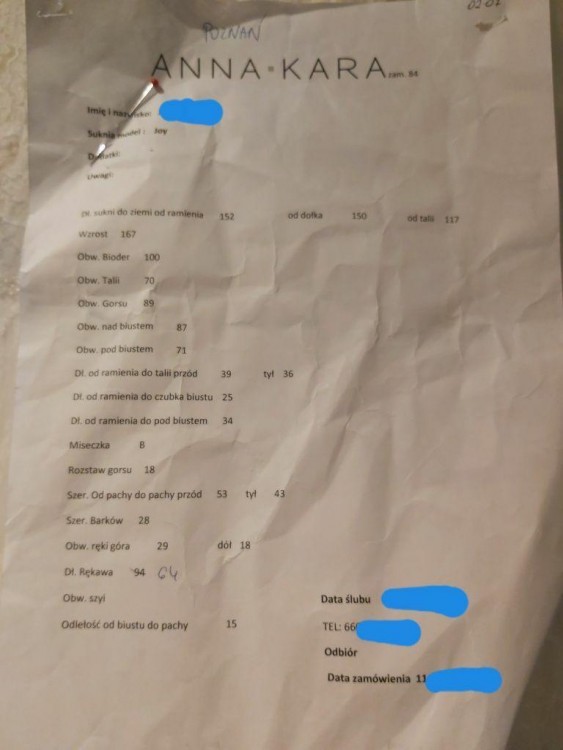 POZNAŃ
02.07
ANNA KARA zam. 84
Imię i nazwisko:
Suknia model : Joy
Dodatki:
Uwagi:
Dł. sukni do ziemi od ramienia 152 od dołka 150 od talii 117
Wzrost 167
Obw. Bioder 100
Obw. Talii 70
Obw. Gorsu 89
Obw. nad biustem 87
Obw. pod biustem 71
Dł. od ramienia do talii przód 39 tył 36
Dł. od ramienia do czubka biustu 25
Dł. od ramienia do pod biustem 34
Miseczka B
Rozstaw gorsu 18
Szer. Od pachy do pachy przód 53 tył 43
Szer. Barków 28
Obw. ręki góra 29 dół 18
Dł. Rękawa 94 64
Obw. szyi
Odległość od biustu do pachy 15
Data ślubu
TEL: 66
Odbiór
Data zamówienia 11